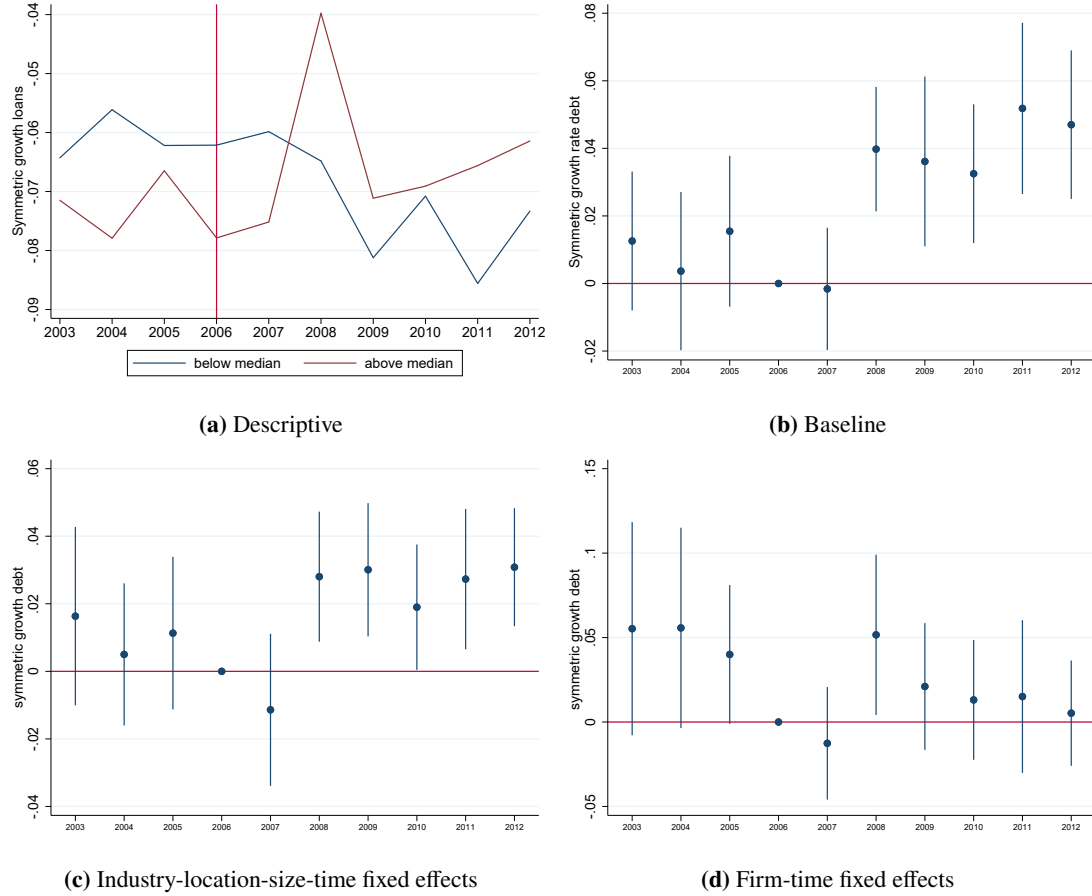 Symmetric growth loans
-.04
-.05
-.06
-.07
-.08
-.09
2003 2004 2005 2006 2007 2008 2009 2010 2011 2012
below median above median
(a) Descriptive
Symmetric growth rate debt
.08
.06
.04
.02
0
-.02
2003 2004 2005 2006 2007 2008 2009 2010 2011 2012
(b) Baseline
symmetric growth debt
.06
.04
.02
0
-.02
-.04
2003 2004 2005 2006 2007 2008 2009 2010 2011 2012
(c) Industry-location-size-time fixed effects
symmetric growth debt
.15
.1
.05
0
-.05
2003 2004 2005 2006 2007 2008 2009 2010 2011 2012
(d) Firm-time fixed effects